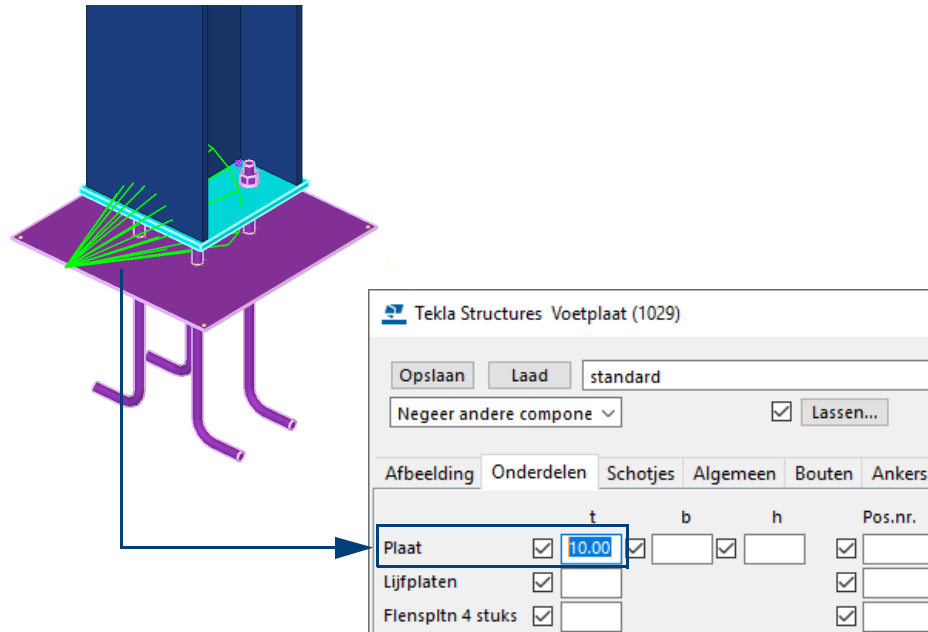 Tekla Structures Voetplaat (1029)
Opslaan Laad standard
Negeer andere compone Lassen...
Afbeelding Onderdelen Schotjes Algemeen Bouten Ankers
t b h Pos.nr.
Plaat 10.00
Lijfplaten
Flenspltn 4 stuks